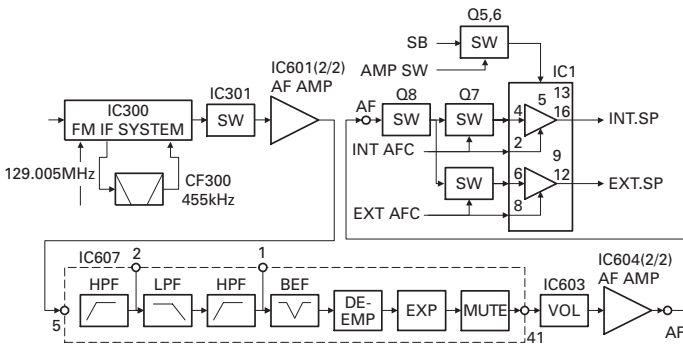 Q5,6
SB
SW
AMP SW
IC601(2/2)
AF AMP
IC301
IC1
IC300
FM IF SYSTEM
SW
AF
Q8
SW
Q7
SW
4
5
13
16
INT.SP
INT AFC
2
129.005MHz
CF300
455kHz
SW
6
9
12
EXT.SP
EXT AFC
8
IC607
2
1
IC604(2/2)
AF AMP
HPF
LPF
HPF
BEF
DE-
EMP
EXP
MUTE
IC603
VOL
5
41
AF